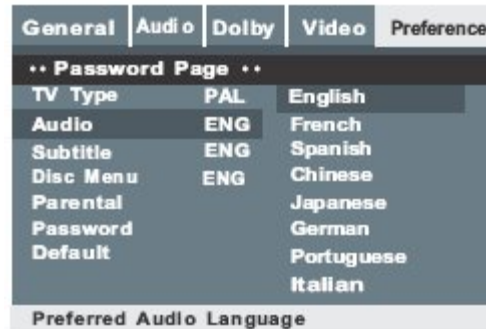 General Audio Dolby Video Preference
•• Password Page ••
TV Type PAL English
Audio ENG French
Subtitle ENG Spanish
Disc Menu ENG Chinese
Parental Japanese
Password German
Default Portuguese
Italian
Preferred Audio Language